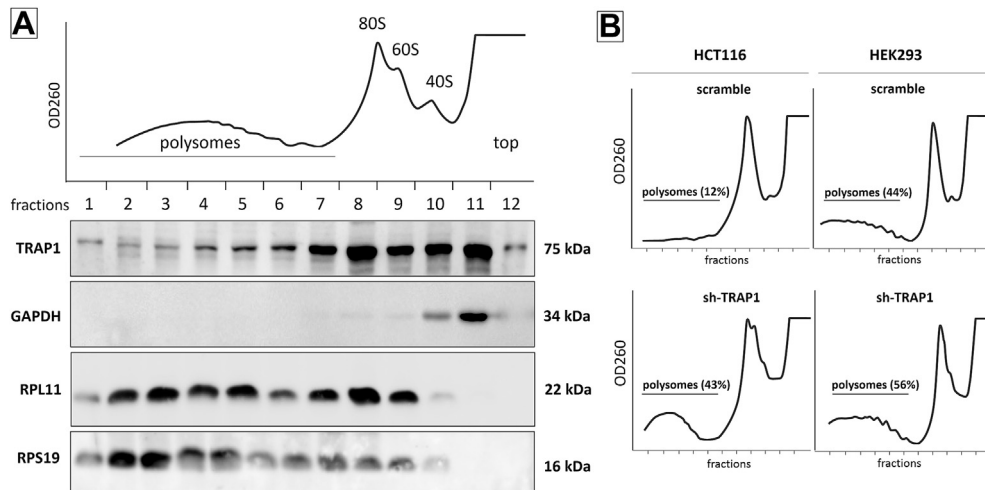 A
OD260
80S
60S
40S
polysomes
top
fractions 1 2 3 4 5 6 7 8 9 10 11 12
TRAP1 75 kDa
GAPDH 34 kDa
RPL11 22 kDa
RPS19 16 kDa
B
HCT116 HEK293
scramble scramble
OD260
polysomes (12%) polysomes (44%)
fractions fractions
sh-TRAP1 sh-TRAP1
OD260
polysomes (43%) polysomes (56%)
fractions fractions